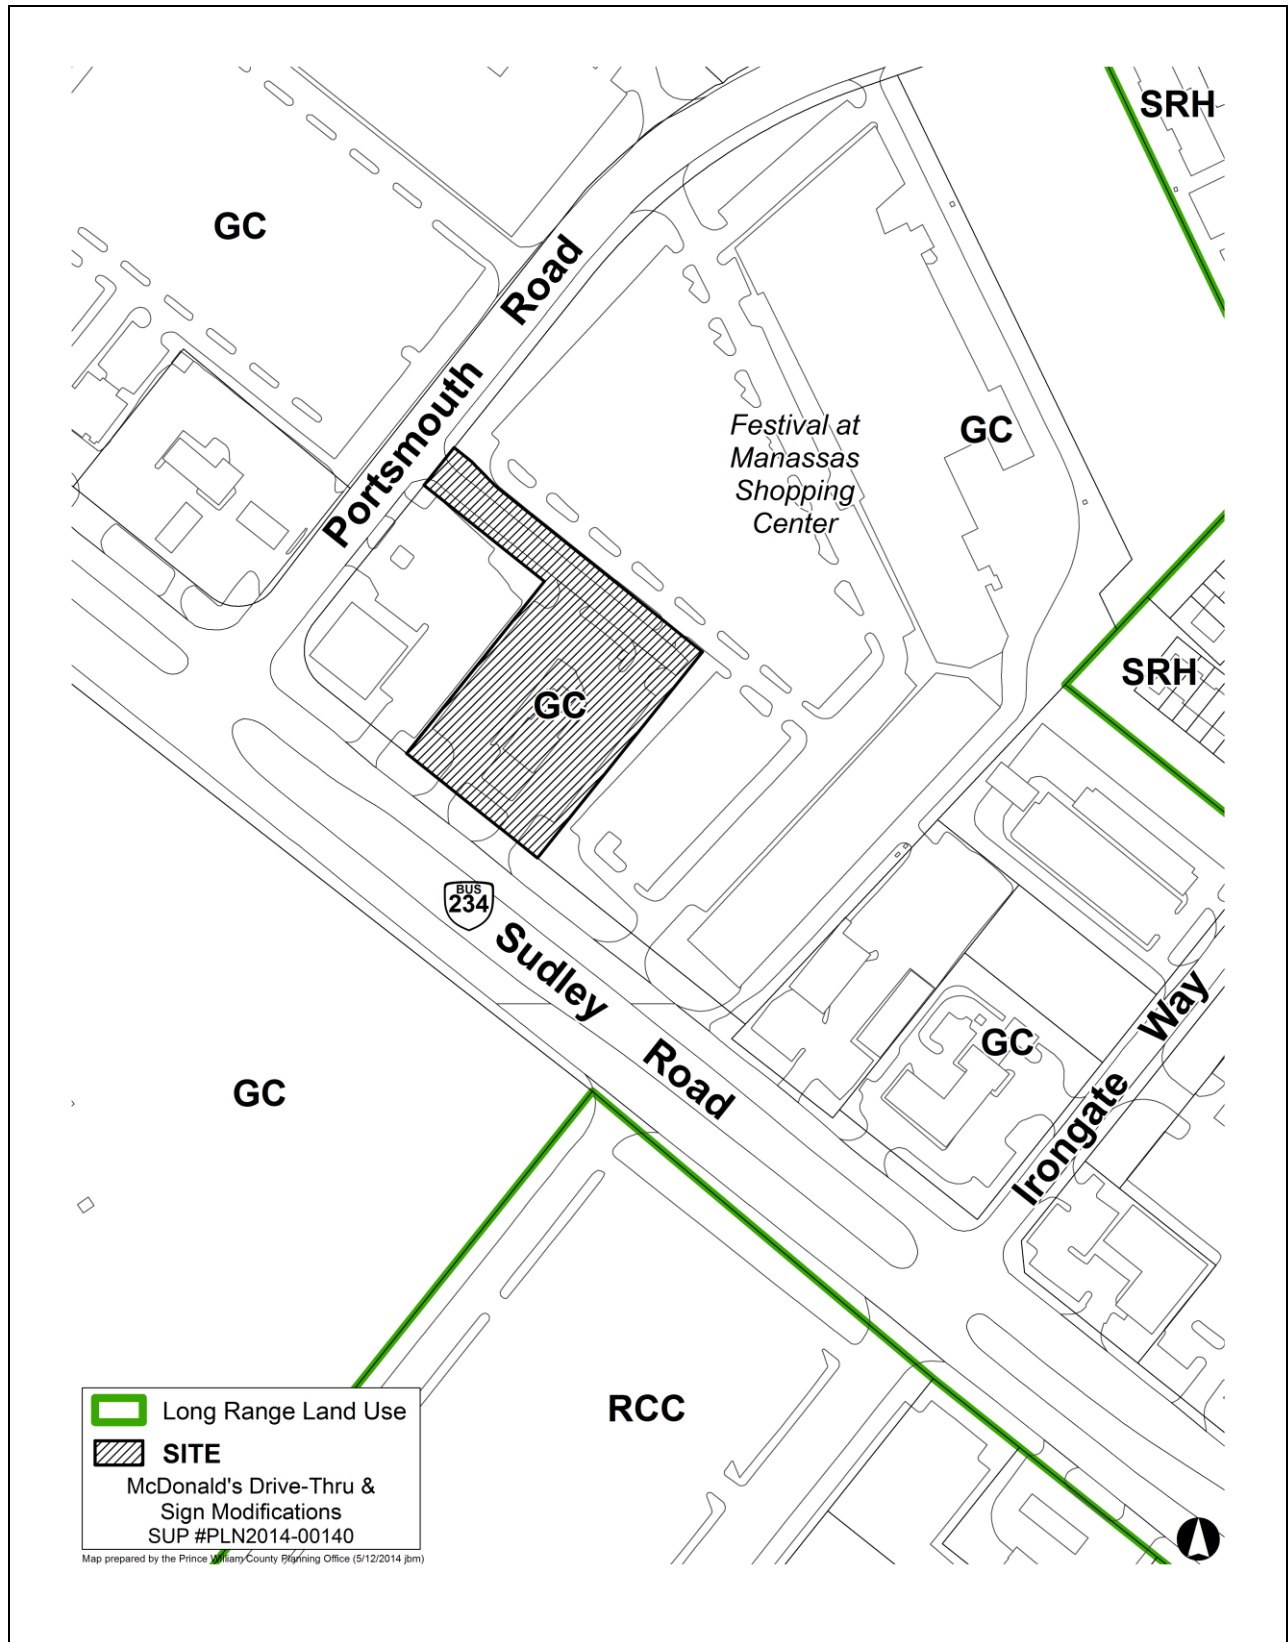 SRH
GC
Portsmouth Road
Festival at
Manassas
Shopping
Center
GC
SRH
GC
BUS
234
Sudley Road
GC
Irongate Way
GC
RCC
Long Range Land Use
SITE
McDonald's Drive-Thru &
Sign Modifications
SUP #PLN2014-00140
Map prepared by the Prince William County Planning Office (5/12/2014 jbm)